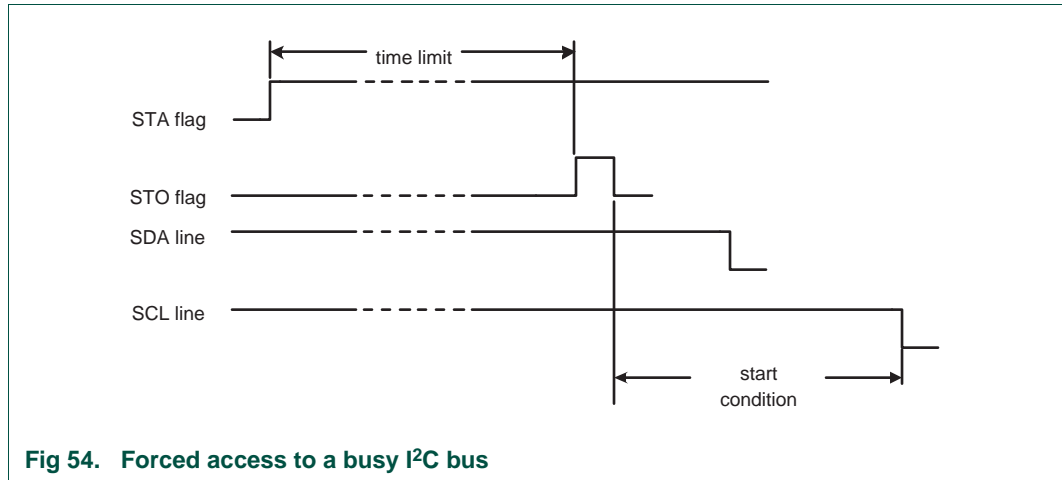 time limit
STA flag
STO flag
SDA line
SCL line
start
condition
Fig 54. Forced access to a busy I²C bus